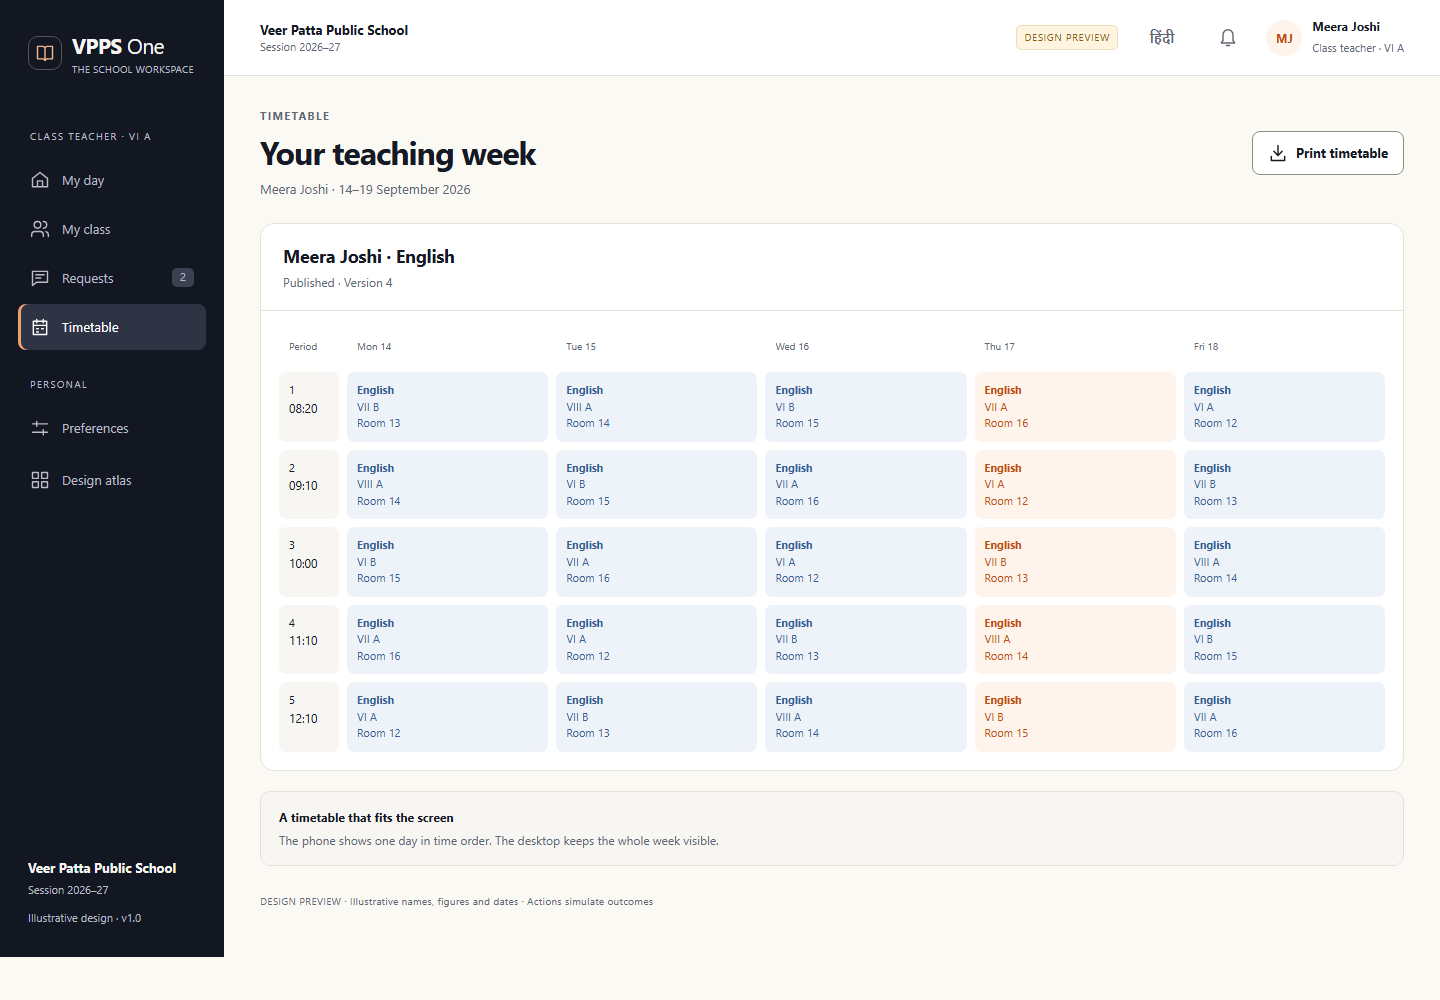 VPPS One
THE SCHOOL WORKSPACE
CLASS TEACHER · VI A
My day
My class
Requests 2
Timetable
PERSONAL
Preferences
Design atlas
Veer Patta Public School
Session 2026–27
Illustrative design · v1.0
Veer Patta Public School
Session 2026–27
DESIGN PREVIEW
हिंदी
MJ
Meera Joshi
Class teacher · VI A
TIMETABLE
Your teaching week
Meera Joshi · 14–19 September 2026
Print timetable
Meera Joshi · English
Published · Version 4
Period Mon 14 Tue 15 Wed 16 Thu 17 Fri 18
1 English English English English English
08:20 VII B VIII A VI B VII A VI A
Room 13 Room 14 Room 15 Room 16 Room 12
2 English English English English English
09:10 VIII A VI B VII A VI A VII B
Room 14 Room 15 Room 16 Room 12 Room 13
3 English English English English English
10:00 VI B VII A VI A VII B VIII A
Room 15 Room 16 Room 12 Room 13 Room 14
4 English English English English English
11:10 VII A VI A VII B VIII A VI B
Room 16 Room 12 Room 13 Room 14 Room 15
5 English English English English English
12:10 VI A VII B VIII A VI B VII A
Room 12 Room 13 Room 14 Room 15 Room 16
A timetable that fits the screen
The phone shows one day in time order. The desktop keeps the whole week visible.
DESIGN PREVIEW · Illustrative names, figures and dates · Actions simulate outcomes